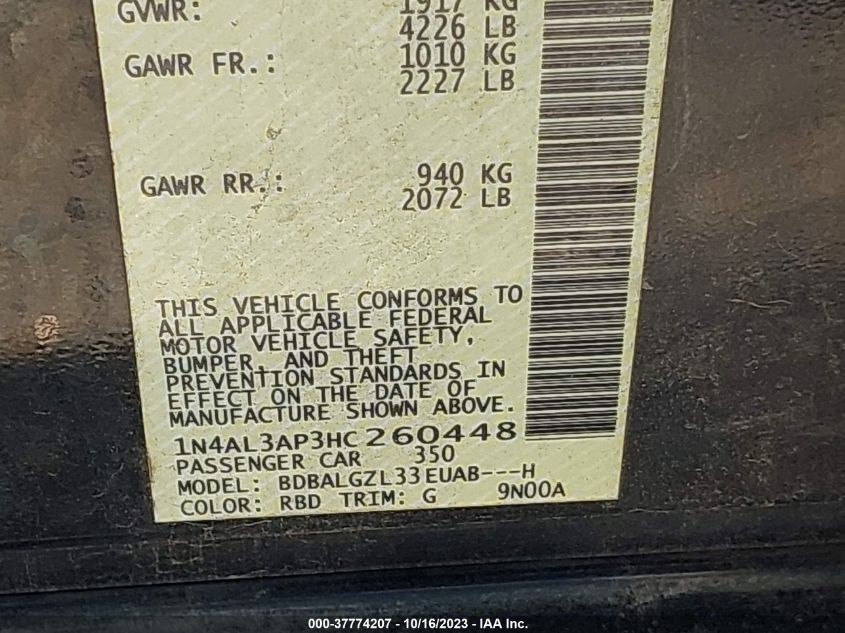 GVWR: 1917 KG
4226 LB
GAWR FR.: 1010 KG
2227 LB
GAWR RR.: 940 KG
2072 LB
THIS VEHICLE CONFORMS TO
ALL APPLICABLE FEDERAL
MOTOR VEHICLE SAFETY,
BUMPER, AND THEFT
PREVENTION STANDARDS IN
EFFECT ON THE DATE OF
MANUFACTURE SHOWN ABOVE.
1N4AL3AP3HC260448
PASSENGER CAR 350
MODEL: BDBALGZL33EUAB---H
COLOR: RBD TRIM: G 9N00A
000-37774207 - 10/16/2023 - IAA Inc.